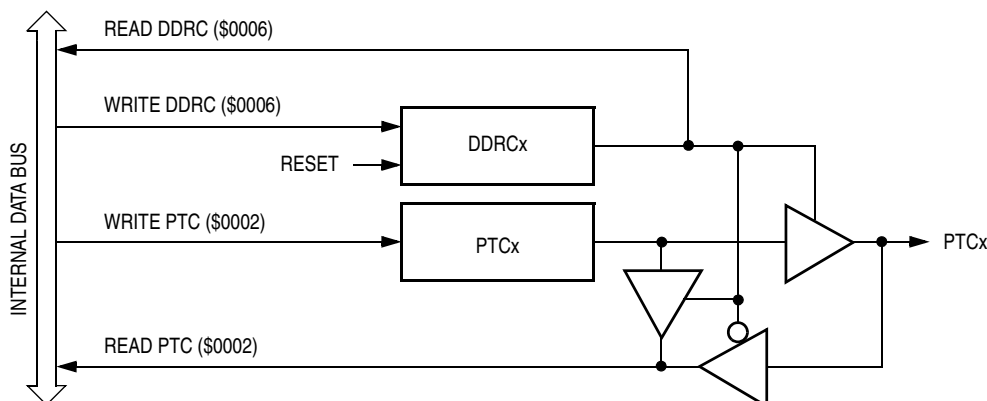 READ DDRC ($0006)
WRITE DDRC ($0006)
DDRCx
RESET
WRITE PTC ($0002)
PTCx
PTCx
READ PTC ($0002)
INTERNAL DATA BUS